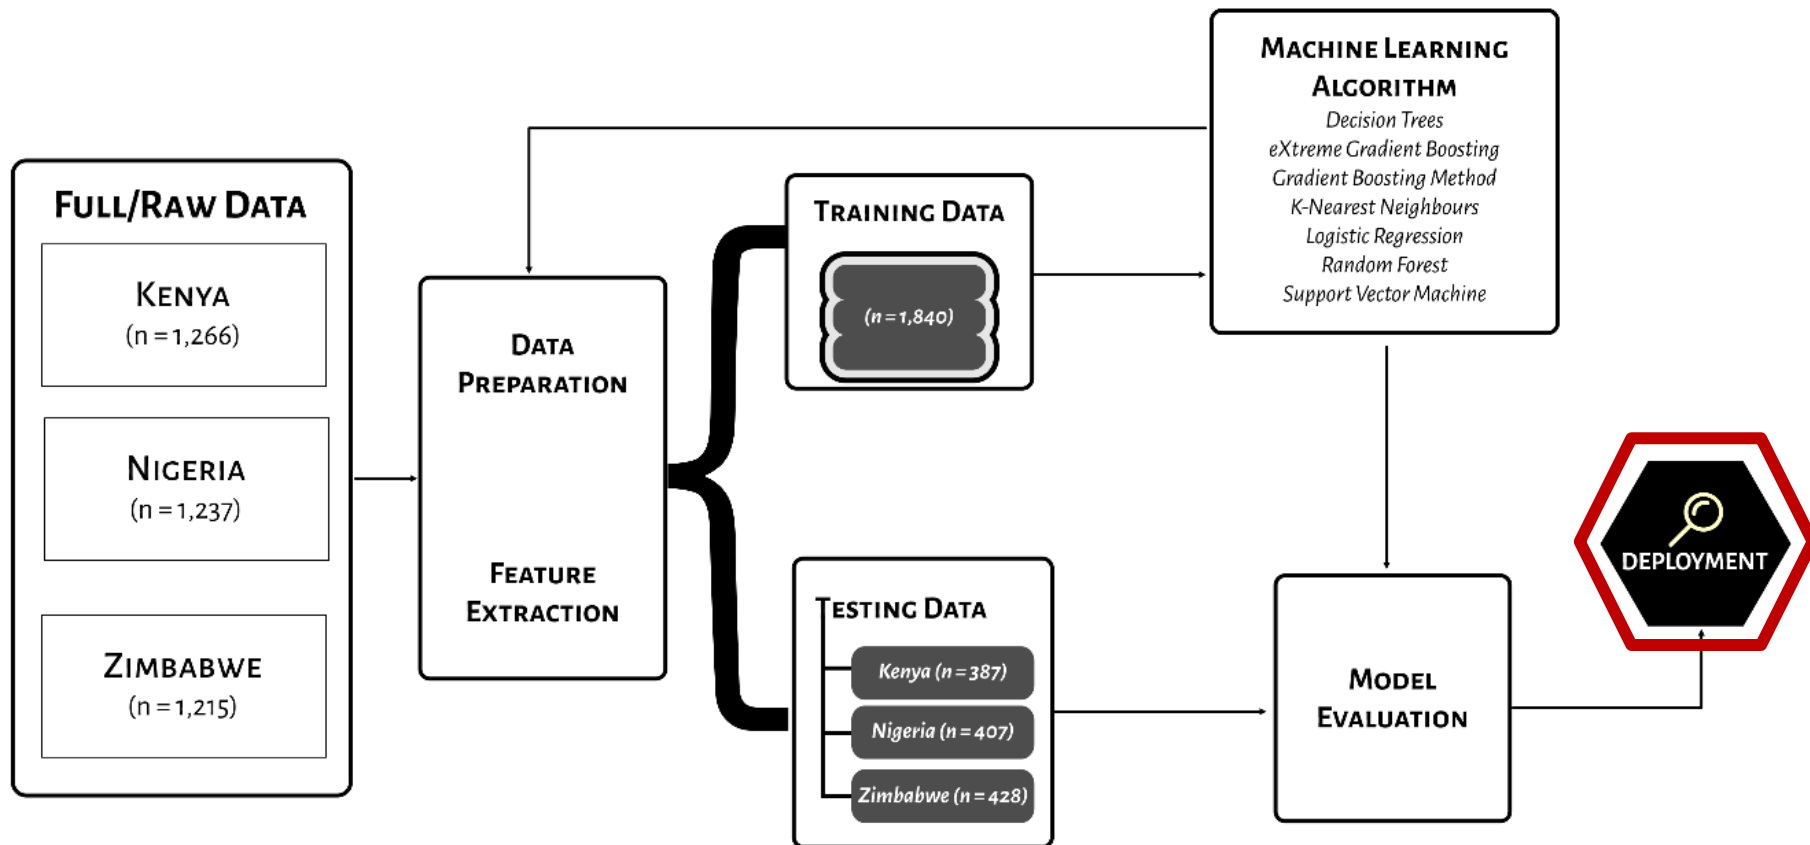 Full/Raw Data
Kenya
(n = 1,266)
Nigeria
(n = 1,237)
Zimbabwe
(n = 1,215)
Data
Preparation
Feature
Extraction
Training Data
(n = 1,840)
Testing Data
Kenya (n = 387)
Nigeria (n = 407)
Zimbabwe (n = 428)
Machine Learning
Algorithm
Decision Trees
eXtreme Gradient Boosting
Gradient Boosting Method
K-Nearest Neighbours
Logistic Regression
Random Forest
Support Vector Machine
Model
Evaluation
DEPLOYMENT